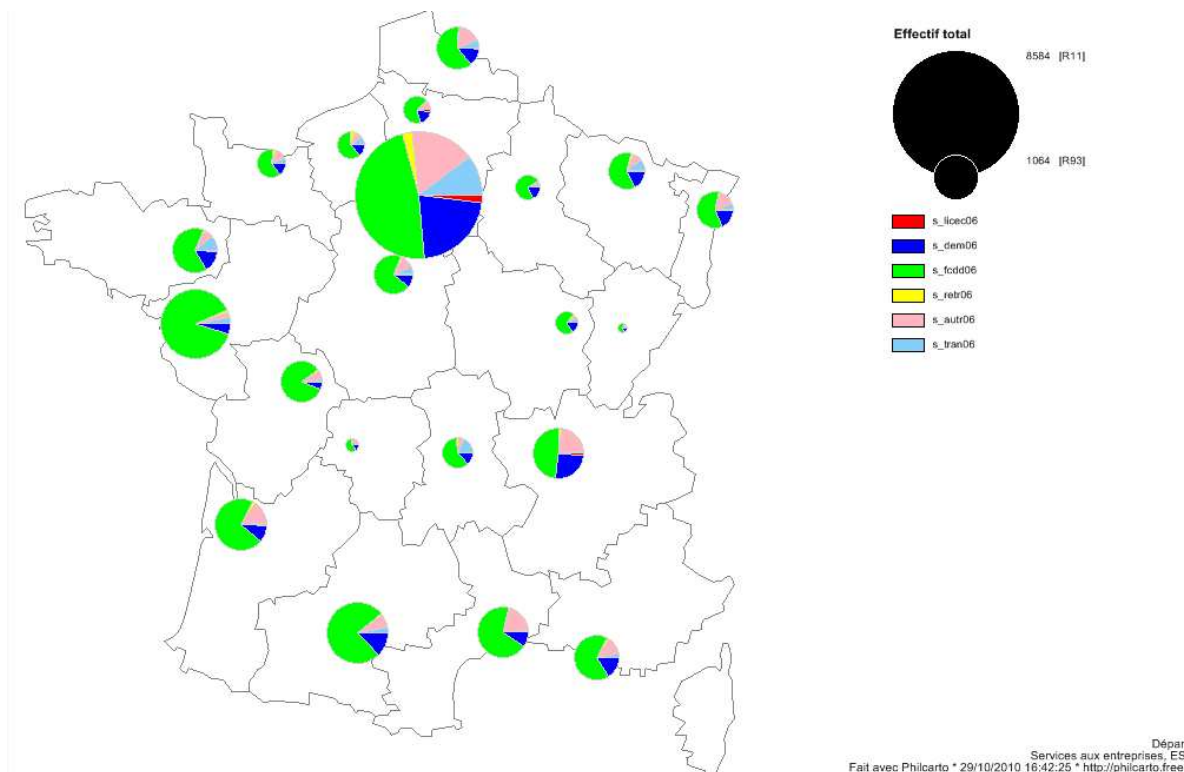 Effectif total
8584 [R11]
1064 [R93]
s_licec06
s_dem06
s_fcdd06
s_retr06
s_autr06
s_tran06
Dépar
Services aux entreprises, ES
Fait avec Philcarto * 29/10/2010 16:42:25 * http://philcarto.free